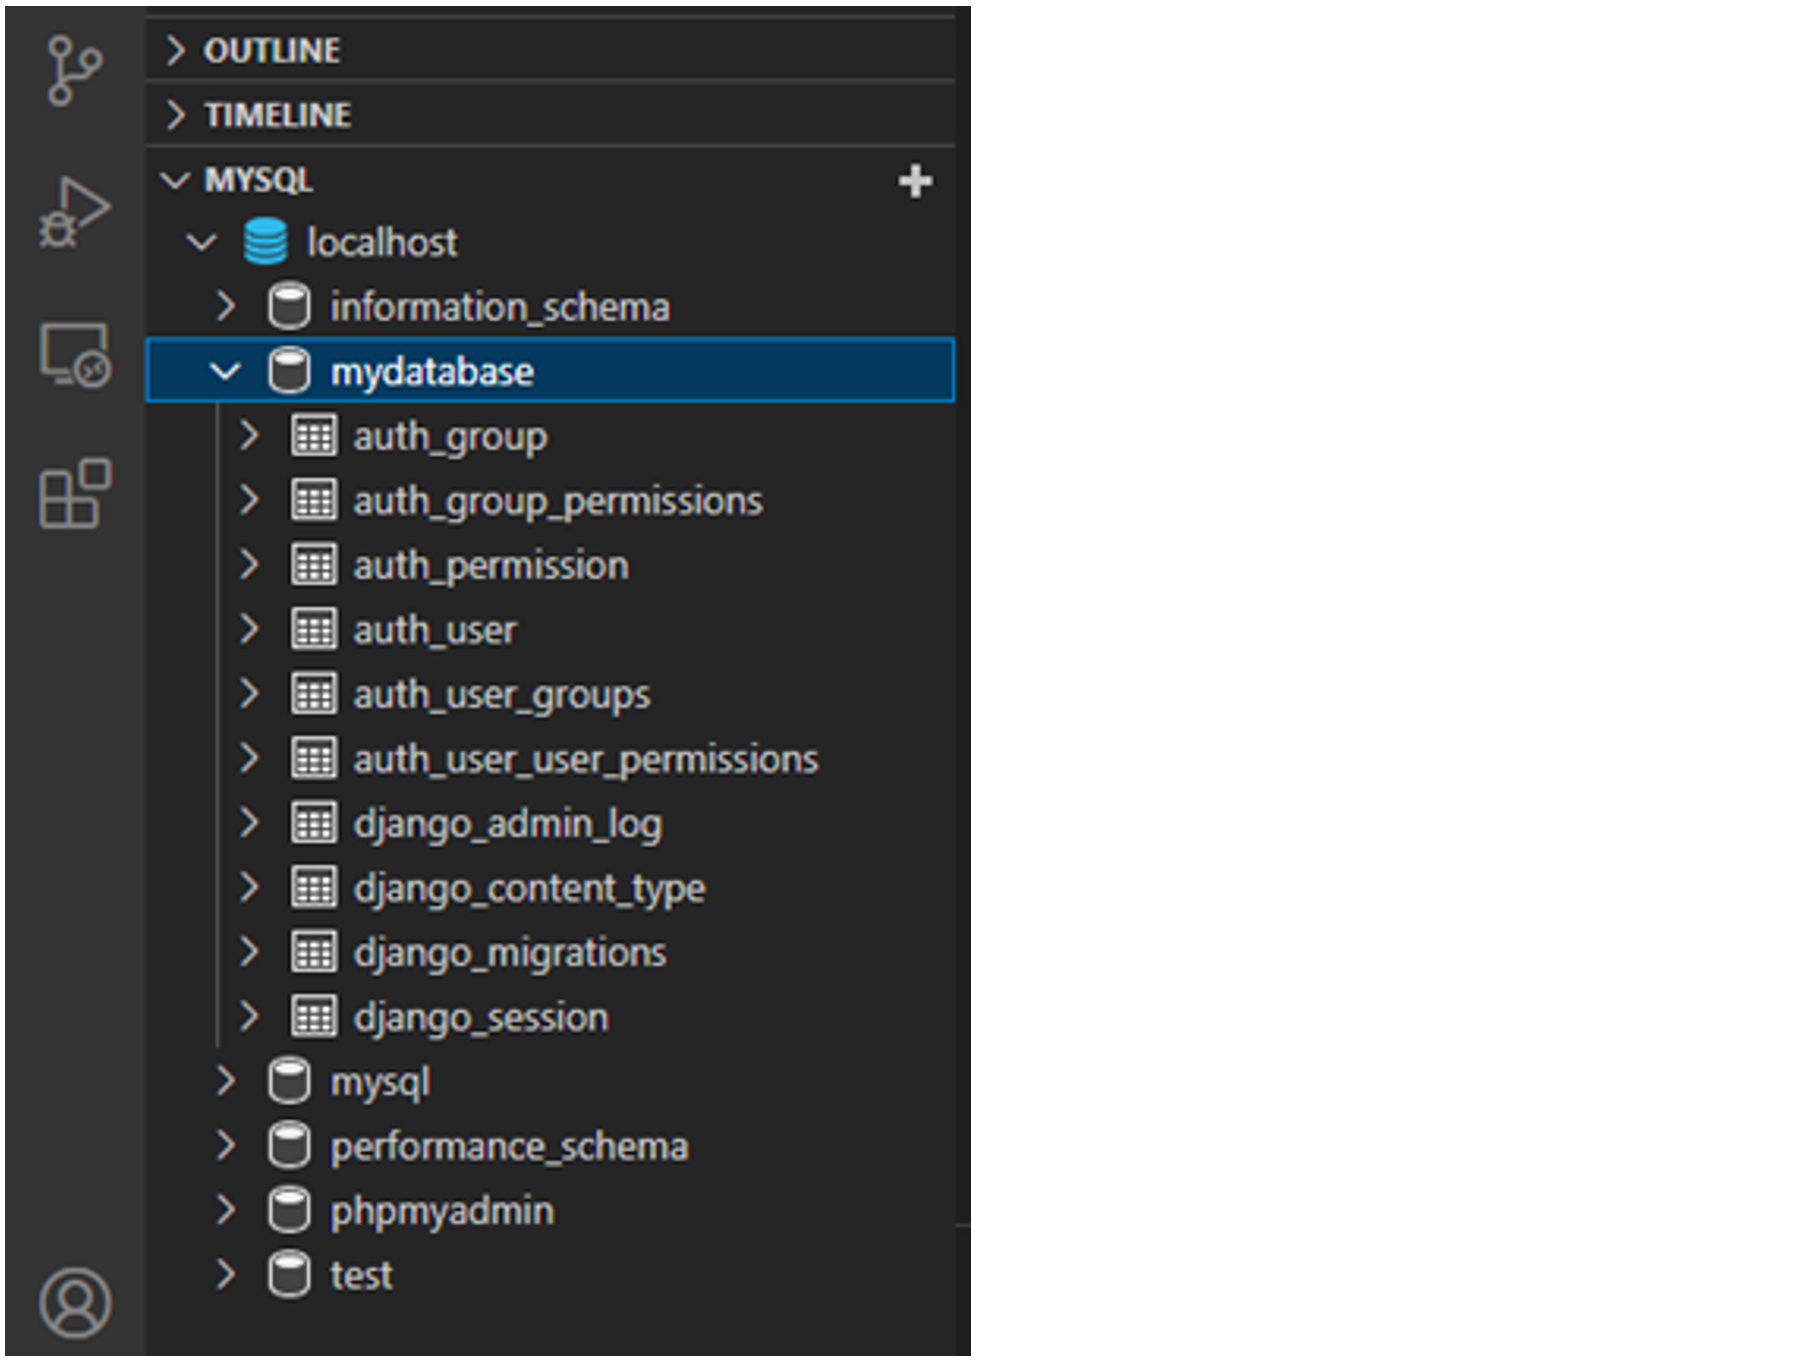 OUTLINE
TIMELINE
MYSQL
localhost
information_schema
mydatabase
auth_group
auth_group_permissions
auth_permission
auth_user
auth_user_groups
auth_user_user_permissions
django_admin_log
django_content_type
django_migrations
django_session
mysql
performance_schema
phpmyadmin
test